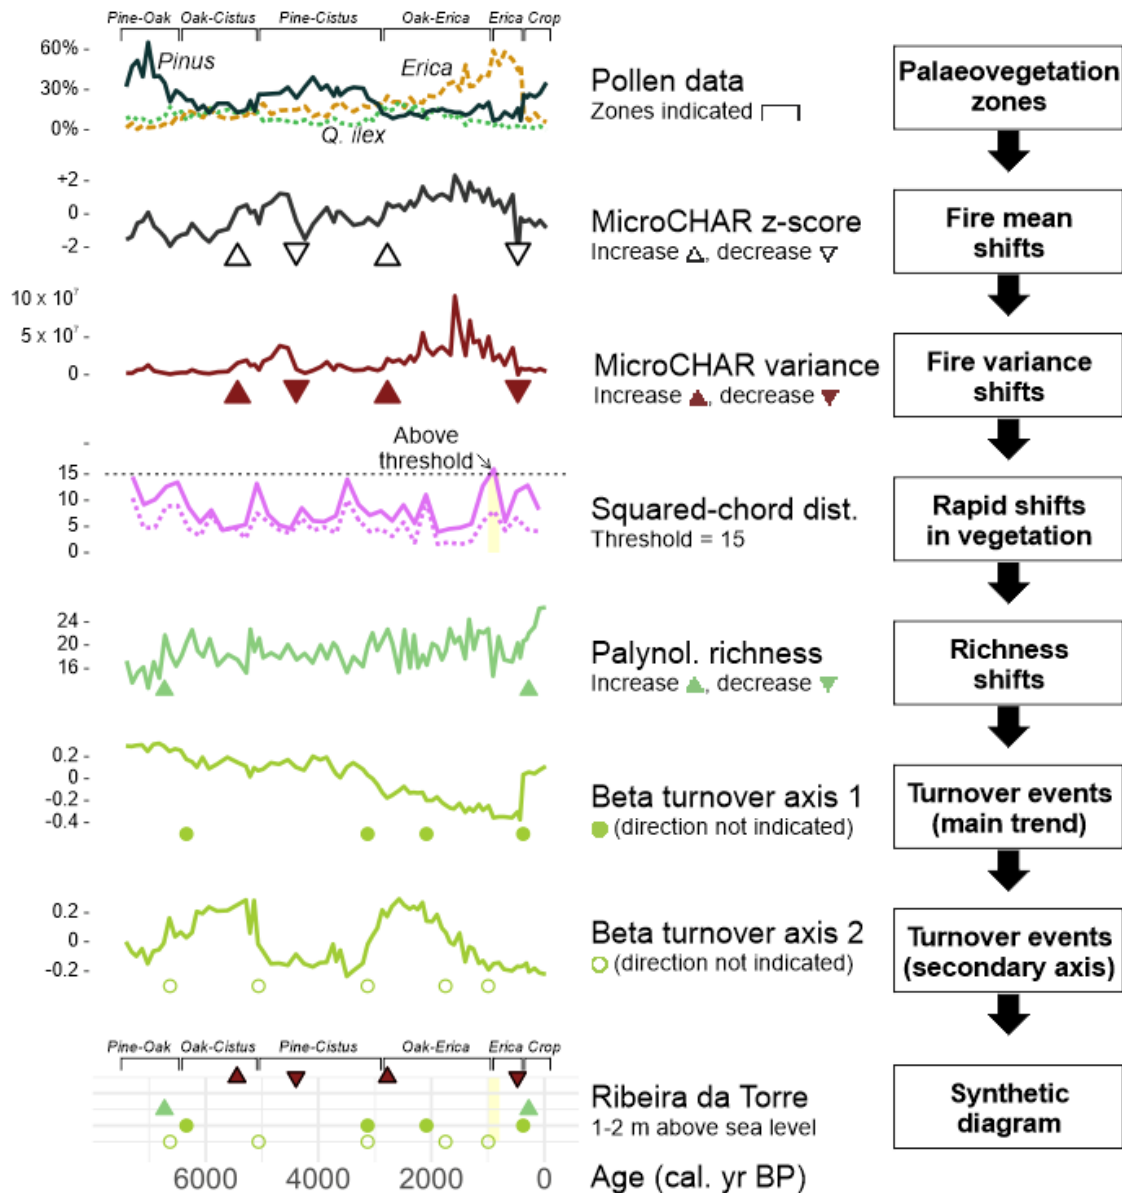 Pine-Oak Oak-Cistus Pine-Cistus Oak-Erica Erica Crop
60% -
30% -
0% -
Pinus
Erica
Q. ilex
Pollen data
Zones indicated
Palaeovegetation
zones
+2 -
0 -
-2 -
MicroCHAR z-score
Increase △, decrease ▽
Fire mean
shifts
10 x 10⁷
5 x 10⁷ -
0 -
MicroCHAR variance
Increase ▲, decrease ▼
Fire variance
shifts
-
15 -
10 -
5 -
0 -
Above
threshold
Squared-chord dist.
Threshold = 15
Rapid shifts
in vegetation
24 -
20 -
16 -
Palynol. richness
Increase ▲, decrease ▼
Richness
shifts
0.2 -
0 -
-0.2 -
-0.4 -
Beta turnover axis 1
● (direction not indicated)
Turnover events
(main trend)
0.2 -
0 -
-0.2 -
Beta turnover axis 2
○ (direction not indicated)
Turnover events
(secondary axis)
Pine-Oak Oak-Cistus Pine-Cistus Oak-Erica Erica Crop
Ribeira da Torre
1-2 m above sea level
Synthetic
diagram
6000 4000 2000 0 Age (cal. yr BP)